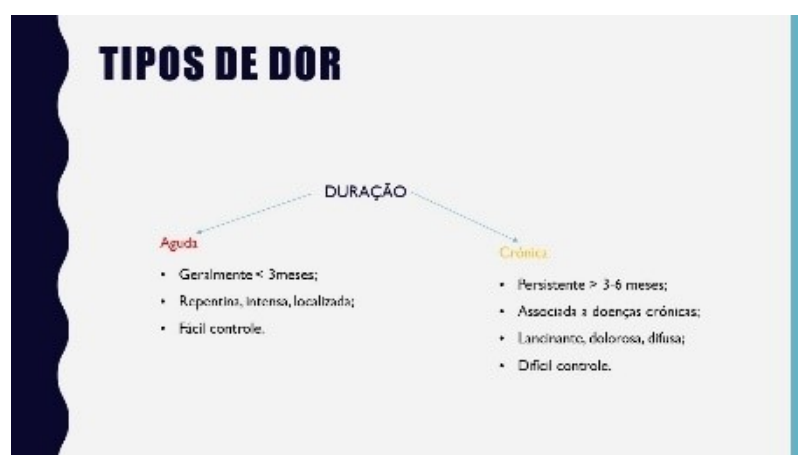 TIPOS DE DOR
DURAÇÃO
Aguda
• Geralmente < 3meses;
• Repentina, intensa, localizada;
• Fácil controle.
Crónica
• Persistente > 3-6 meses;
• Associada a doenças crónicas;
• Lancinante, dolorosa, difusa;
• Difícil controle.